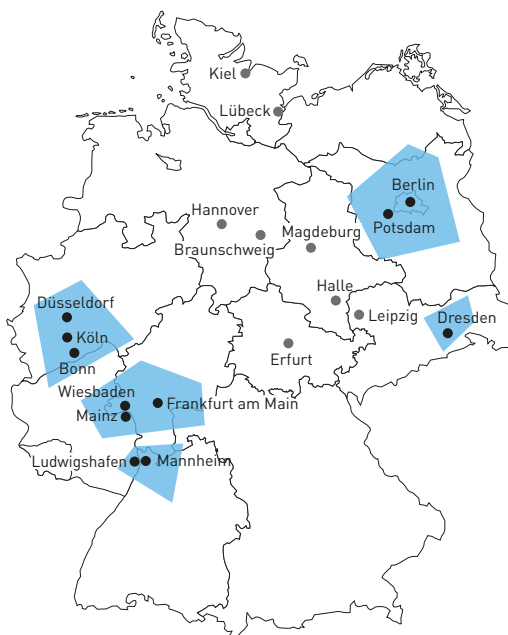 Kiel
Lübeck
Berlin
Hannover
Potsdam
Magdeburg
Braunschweig
Halle
Düsseldorf
Leipzig
Dresden
Köln
Erfurt
Bonn
Wiesbaden
Frankfurt am Main
Mainz
Ludwigshafen
Mannheim